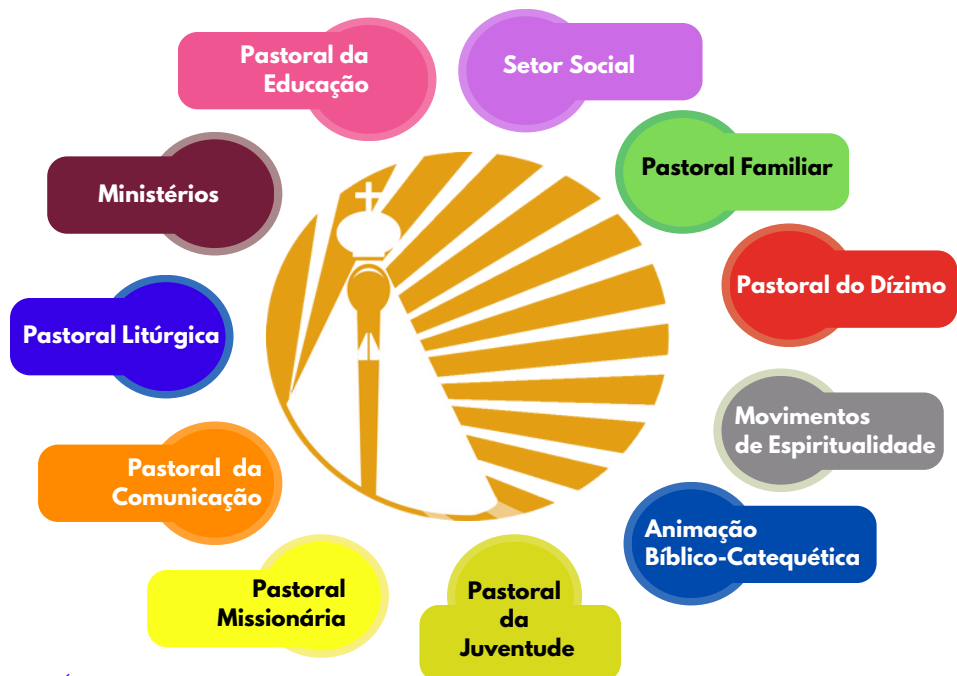 Pastoral da
Educação
Setor Social
Pastoral Familiar
Ministérios
Pastoral do Dízimo
Pastoral Litúrgica
Movimentos
de Espiritualidade
Pastoral da
Comunicação
Animação
Bíblico-Catequética
Pastoral
Missionária
Pastoral
da
Juventude